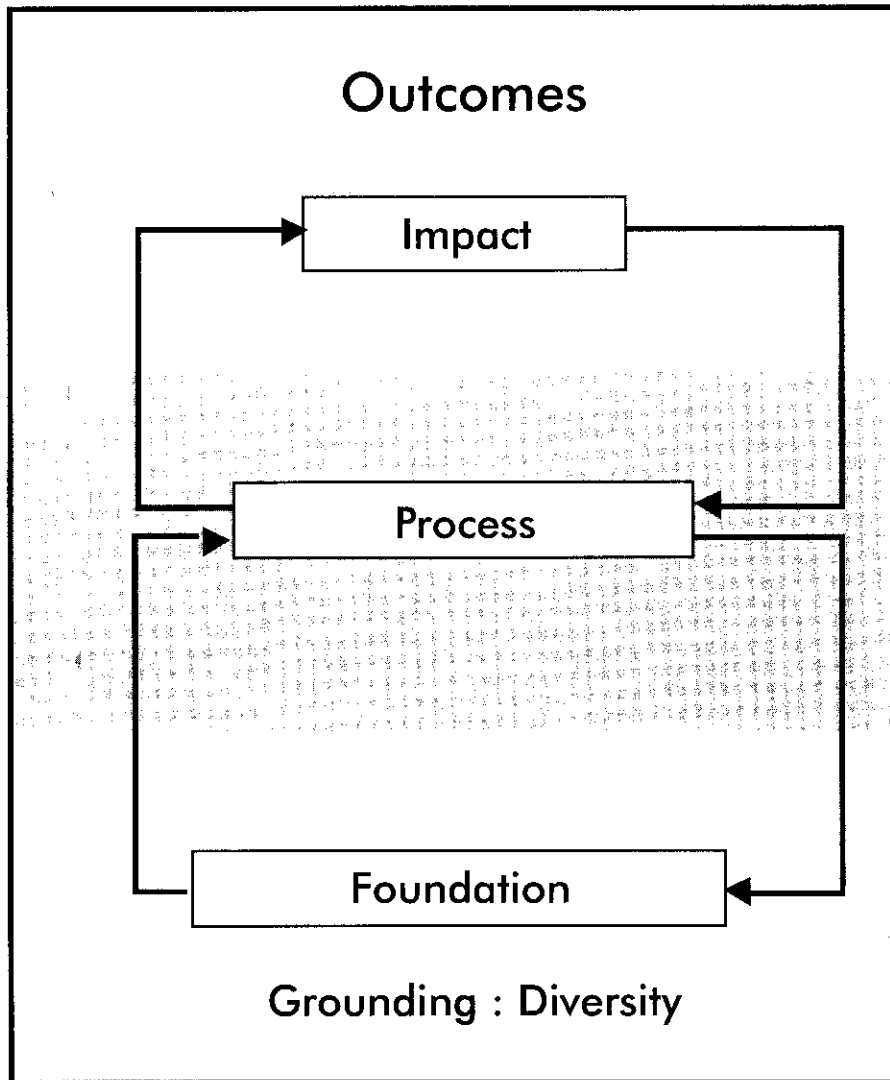 Outcomes
Impact
Process
Foundation
Grounding : Diversity